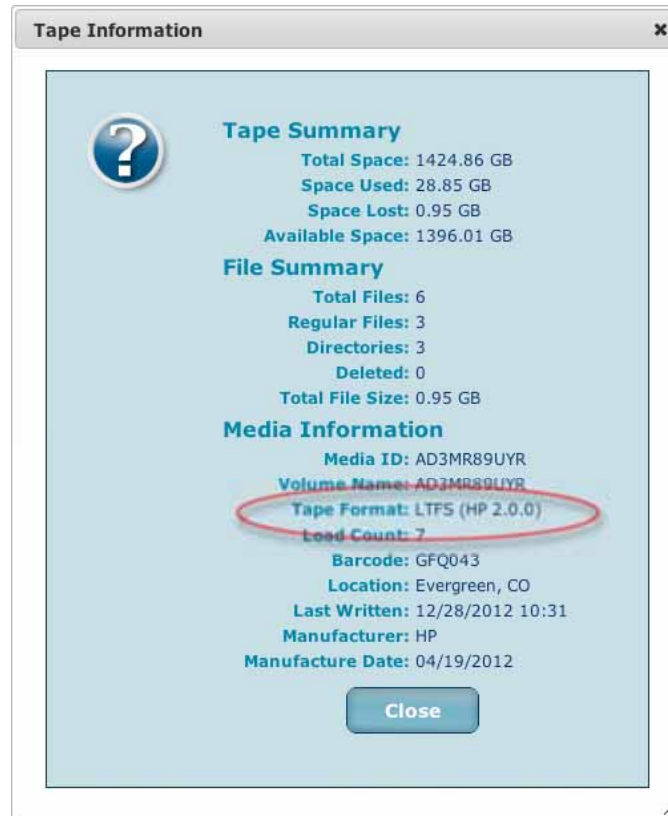 Tape Information
Tape Summary
Total Space: 1424.86 GB
Space Used: 28.85 GB
Space Lost: 0.95 GB
Available Space: 1396.01 GB
File Summary
Total Files: 6
Regular Files: 3
Directories: 3
Deleted: 0
Total File Size: 0.95 GB
Media Information
Media ID: AD3MR89UYR
Volume Name: AD3MR89UYR
Tape Format: LTFS (HP 2.0.0)
Load Count: 7
Barcode: GFQ043
Location: Evergreen, CO
Last Written: 12/28/2012 10:31
Manufacturer: HP
Manufacture Date: 04/19/2012
Close